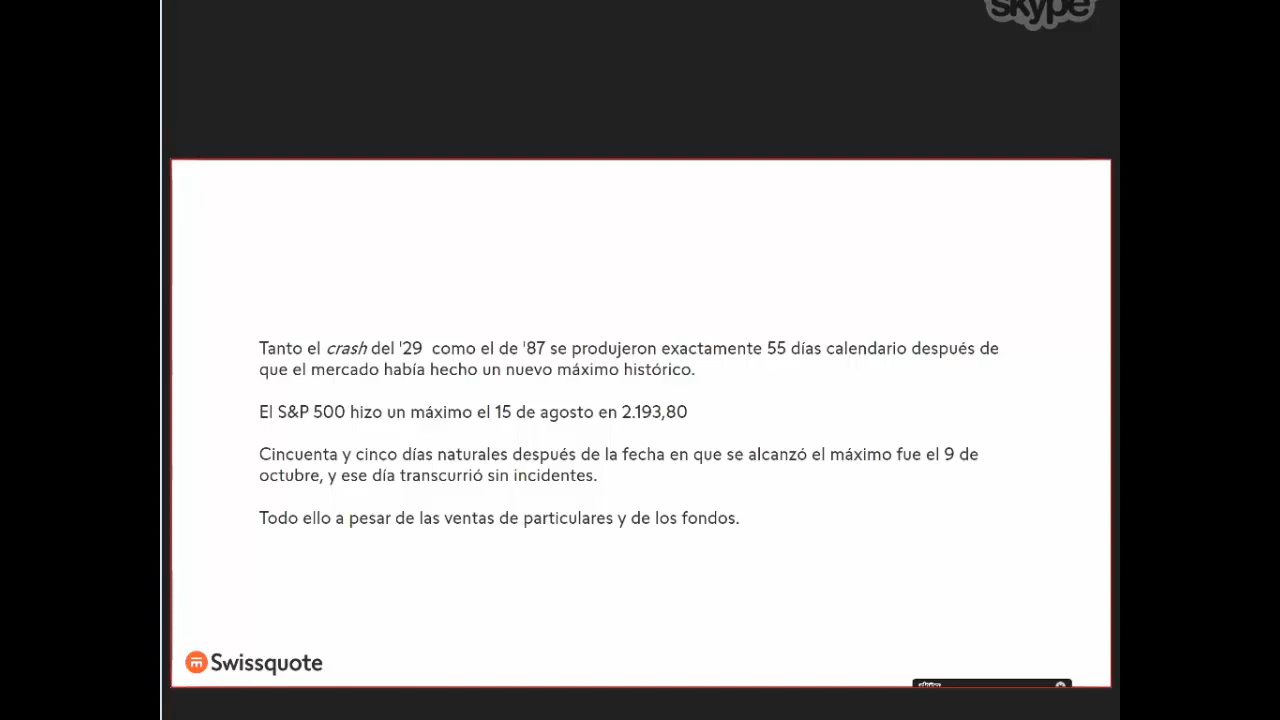 skype
Tanto el crash del '29 como el de '87 se produjeron exactamente 55 días calendario después de
que el mercado había hecho un nuevo máximo histórico.
El S&P 500 hizo un máximo el 15 de agosto en 2.193,80
Cincuenta y cinco días naturales después de la fecha en que se alcanzó el máximo fue el 9 de
octubre, y ese día transcurrió sin incidentes.
Todo ello a pesar de las ventas de particulares y de los fondos.
Swissquote